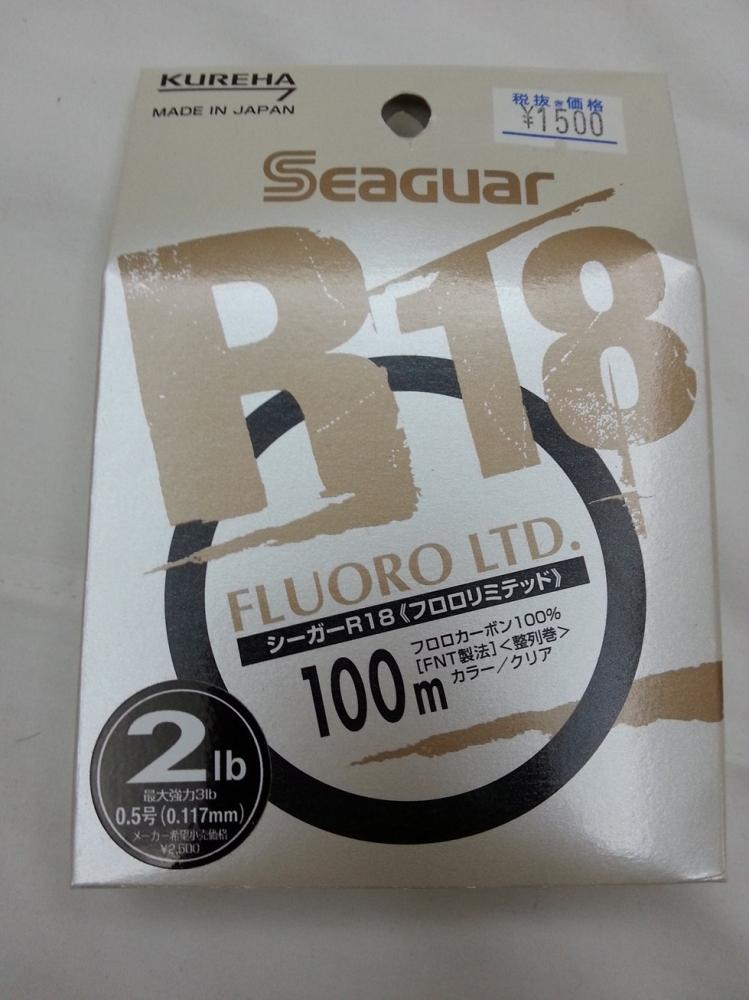 KUREHA
MADE IN JAPAN
税抜き価格
¥1500
Seaguar
R18
FLUORO LTD.
シーガーR18《フロロリミテッド》
100m
フロロカーボン100%
[FNT製法]<整列巻>
カラー/クリア
2lb
最大強力3lb
0.5号(0.117mm)
メーカー希望小売価格
¥2,600